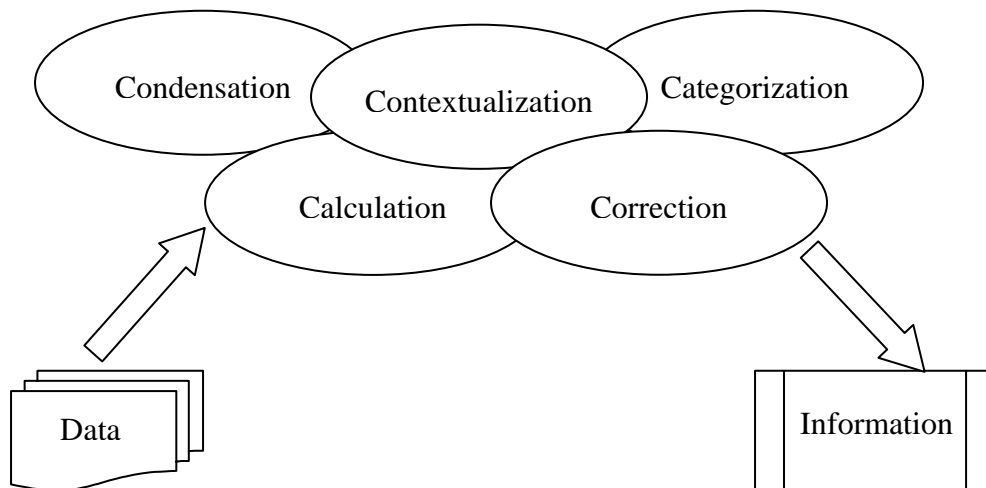 Condensation
Contextualization
Categorization
Calculation
Correction
Data
Information